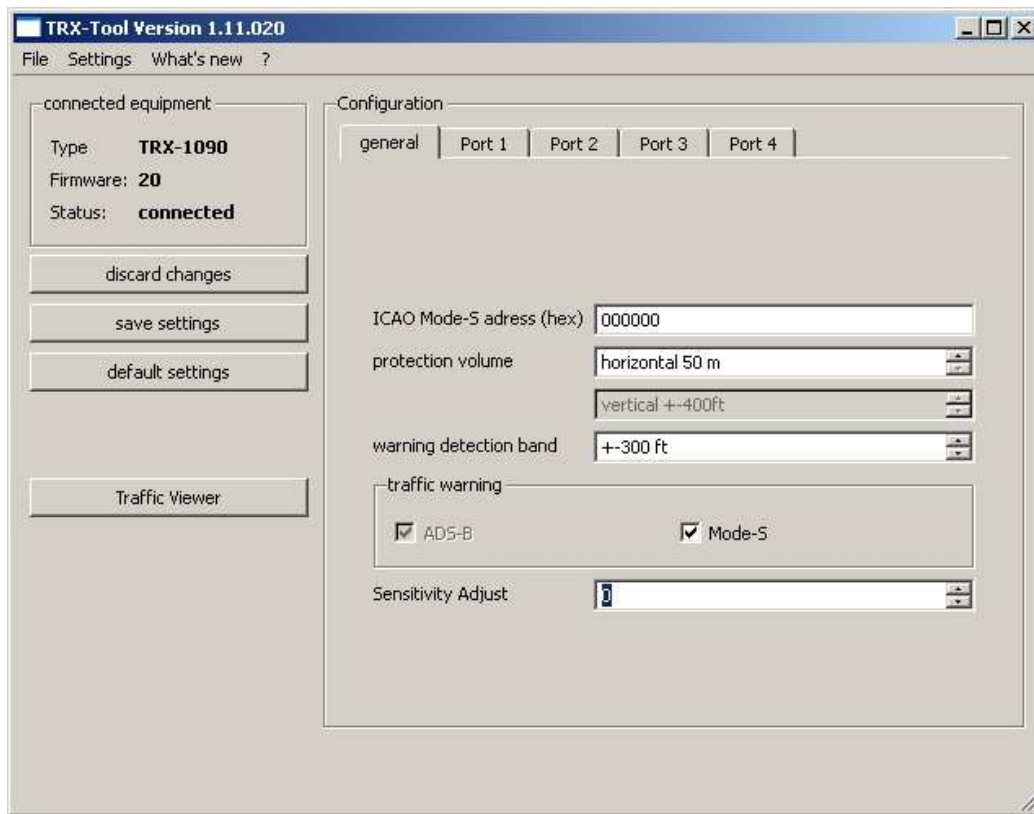 TRX-Tool Version 1.11.020
File Settings What's new ?
connected equipment
Type TRX-1090
Firmware: 20
Status: connected
discard changes
save settings
default settings
Traffic Viewer
Configuration
general Port 1 Port 2 Port 3 Port 4
ICAO Mode-S adress (hex) 000000
protection volume horizontal 50 m
vertical +-400ft
warning detection band +-300 ft
traffic warning
ADS-B Mode-S
Sensitivity Adjust 0